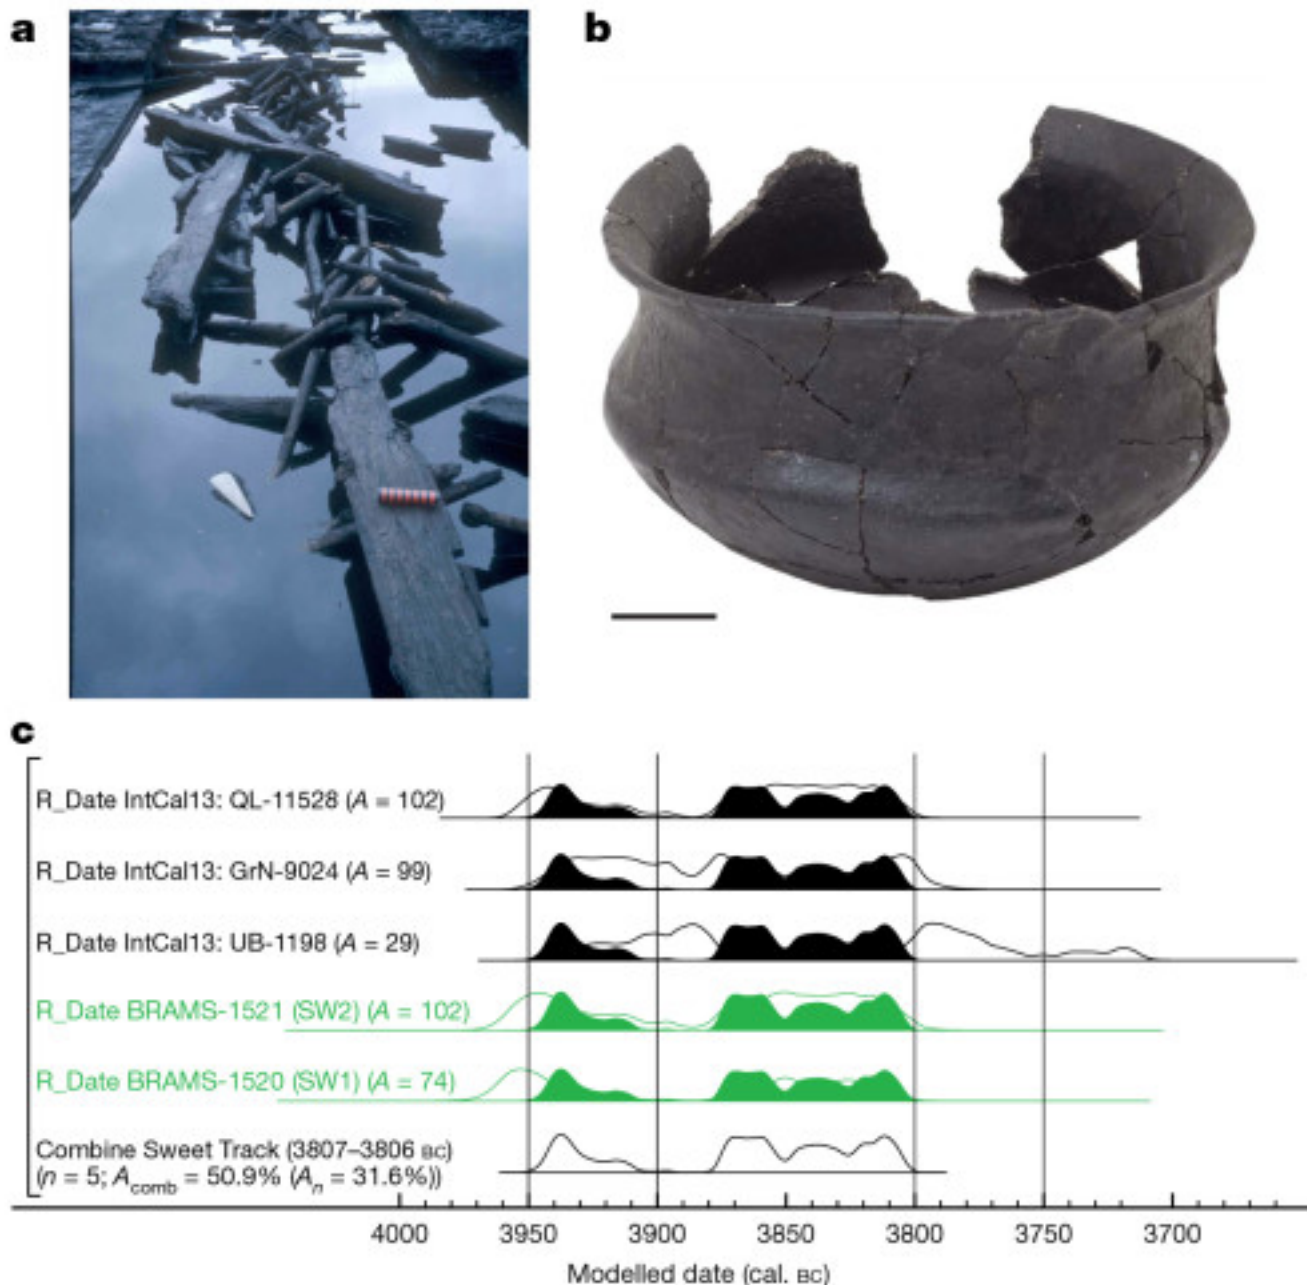 a
b
c
R_Date IntCal13: QL-11528 (A = 102)
R_Date IntCal13: GrN-9024 (A = 99)
R_Date IntCal13: UB-1198 (A = 29)
R_Date BRAMS-1521 (SW2) (A = 102)
R_Date BRAMS-1520 (SW1) (A = 74)
Combine Sweet Track (3807–3806 BC)
(n = 5; Acomb = 50.9% (An = 31.6%))
4000 3950 3900 3850 3800 3750 3700
Modelled date (cal. BC)